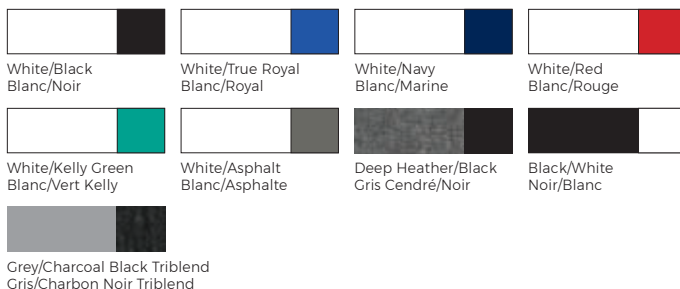 White/Black
Blanc/Noir
White/True Royal
Blanc/Royal
White/Navy
Blanc/Marine
White/Red
Blanc/Rouge
White/Kelly Green
Blanc/Vert Kelly
White/Asphalt
Blanc/Asphalte
Deep Heather/Black
Gris Cendré/Noir
Black/White
Noir/Blanc
Grey/Charcoal Black Triblend
Gris/Charbon Noir Triblend